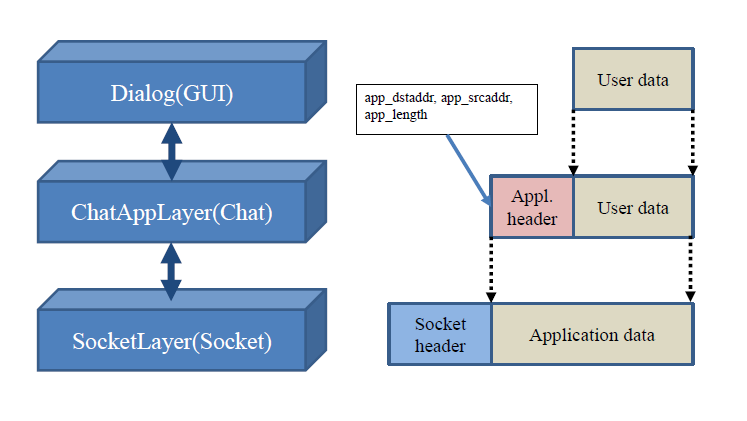 Dialog(GUI)
ChatAppLayer(Chat)
SocketLayer(Socket)
app_dstaddr, app_srcaddr,
app_length
User data
Appl.
header
User data
Socket
header
Application data